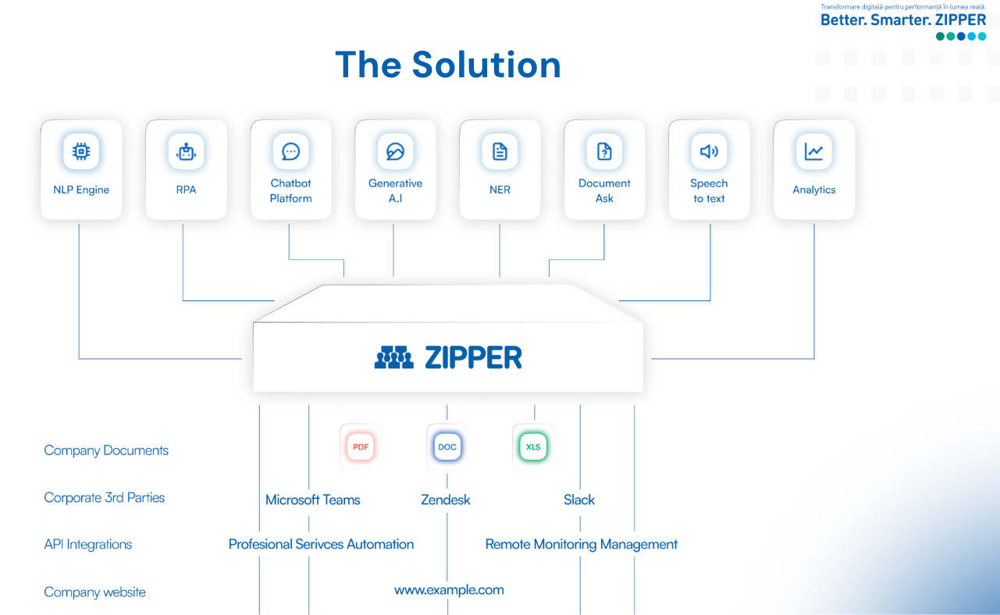 Transformare digitală pentru performanță în lumea reală.
Better. Smarter. ZIPPER
The Solution
NLP Engine
RPA
Chatbot
Platform
Generative
A.I
NER
Document
Ask
Speech
to text
Analytics
ZIPPER
Company Documents
PDF
DOC
XLS
Corporate 3rd Parties
Microsoft Teams
Zendesk
Slack
API Integrations
Profesional Serivces Automation
Remote Monitoring Management
Company website
www.example.com